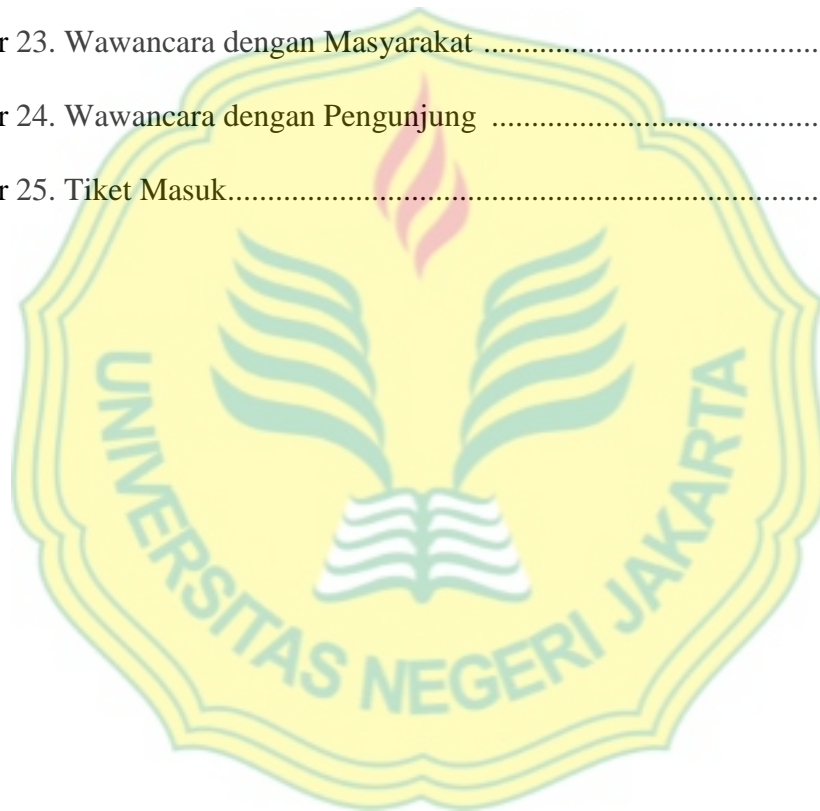 r 23. Wawancara dengan Masyarakat ........................................
r 24. Wawancara dengan Pengunjung ........................................
r 25. Tiket Masuk.........................................................................
UNIVERSITAS NEGERI JAKARTA